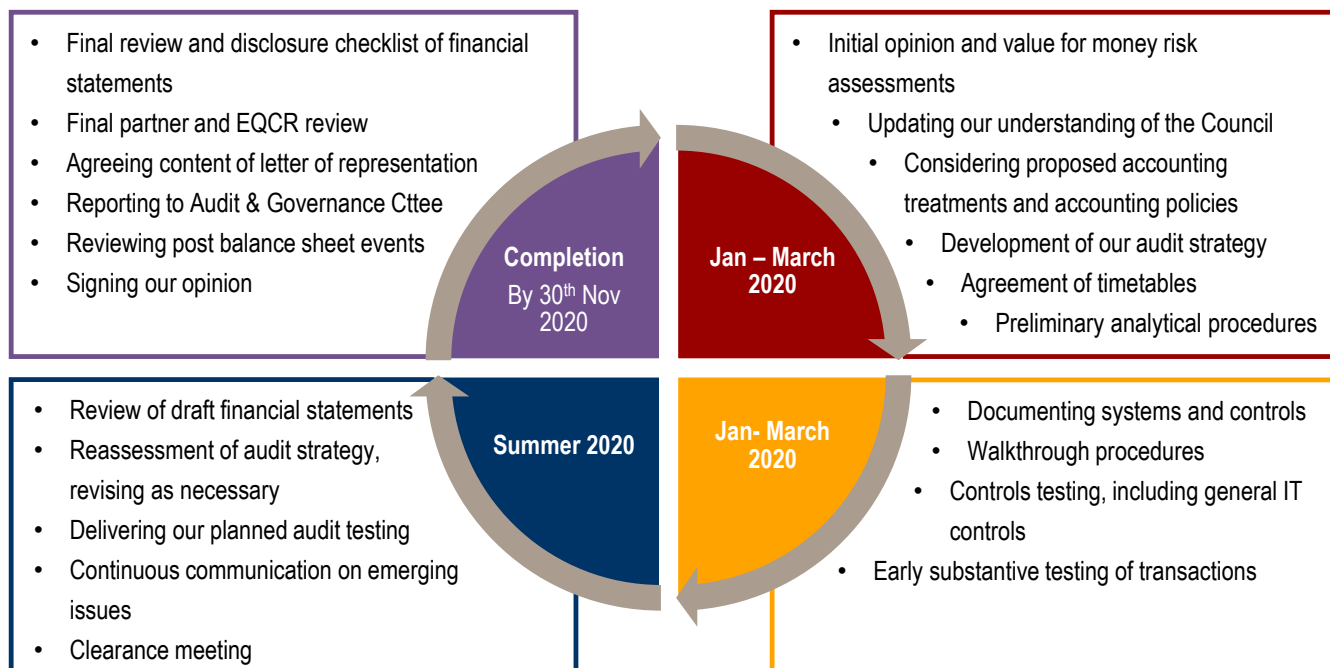 • Final review and disclosure checklist of financial
statements
• Final partner and EQCR review
• Agreeing content of letter of representation
• Reporting to Audit & Governance Cttee
• Reviewing post balance sheet events
• Signing our opinion
Completion
By 30th Nov
2020
• Initial opinion and value for money risk
assessments
• Updating our understanding of the Council
• Considering proposed accounting
treatments and accounting policies
• Development of our audit strategy
• Agreement of timetables
• Preliminary analytical procedures
Jan – March
2020
• Review of draft financial statements
• Reassessment of audit strategy,
revising as necessary
• Delivering our planned audit testing
• Continuous communication on emerging
issues
• Clearance meeting
Summer 2020
Jan- March
2020
• Documenting systems and controls
• Walkthrough procedures
• Controls testing, including general IT
controls
• Early substantive testing of transactions